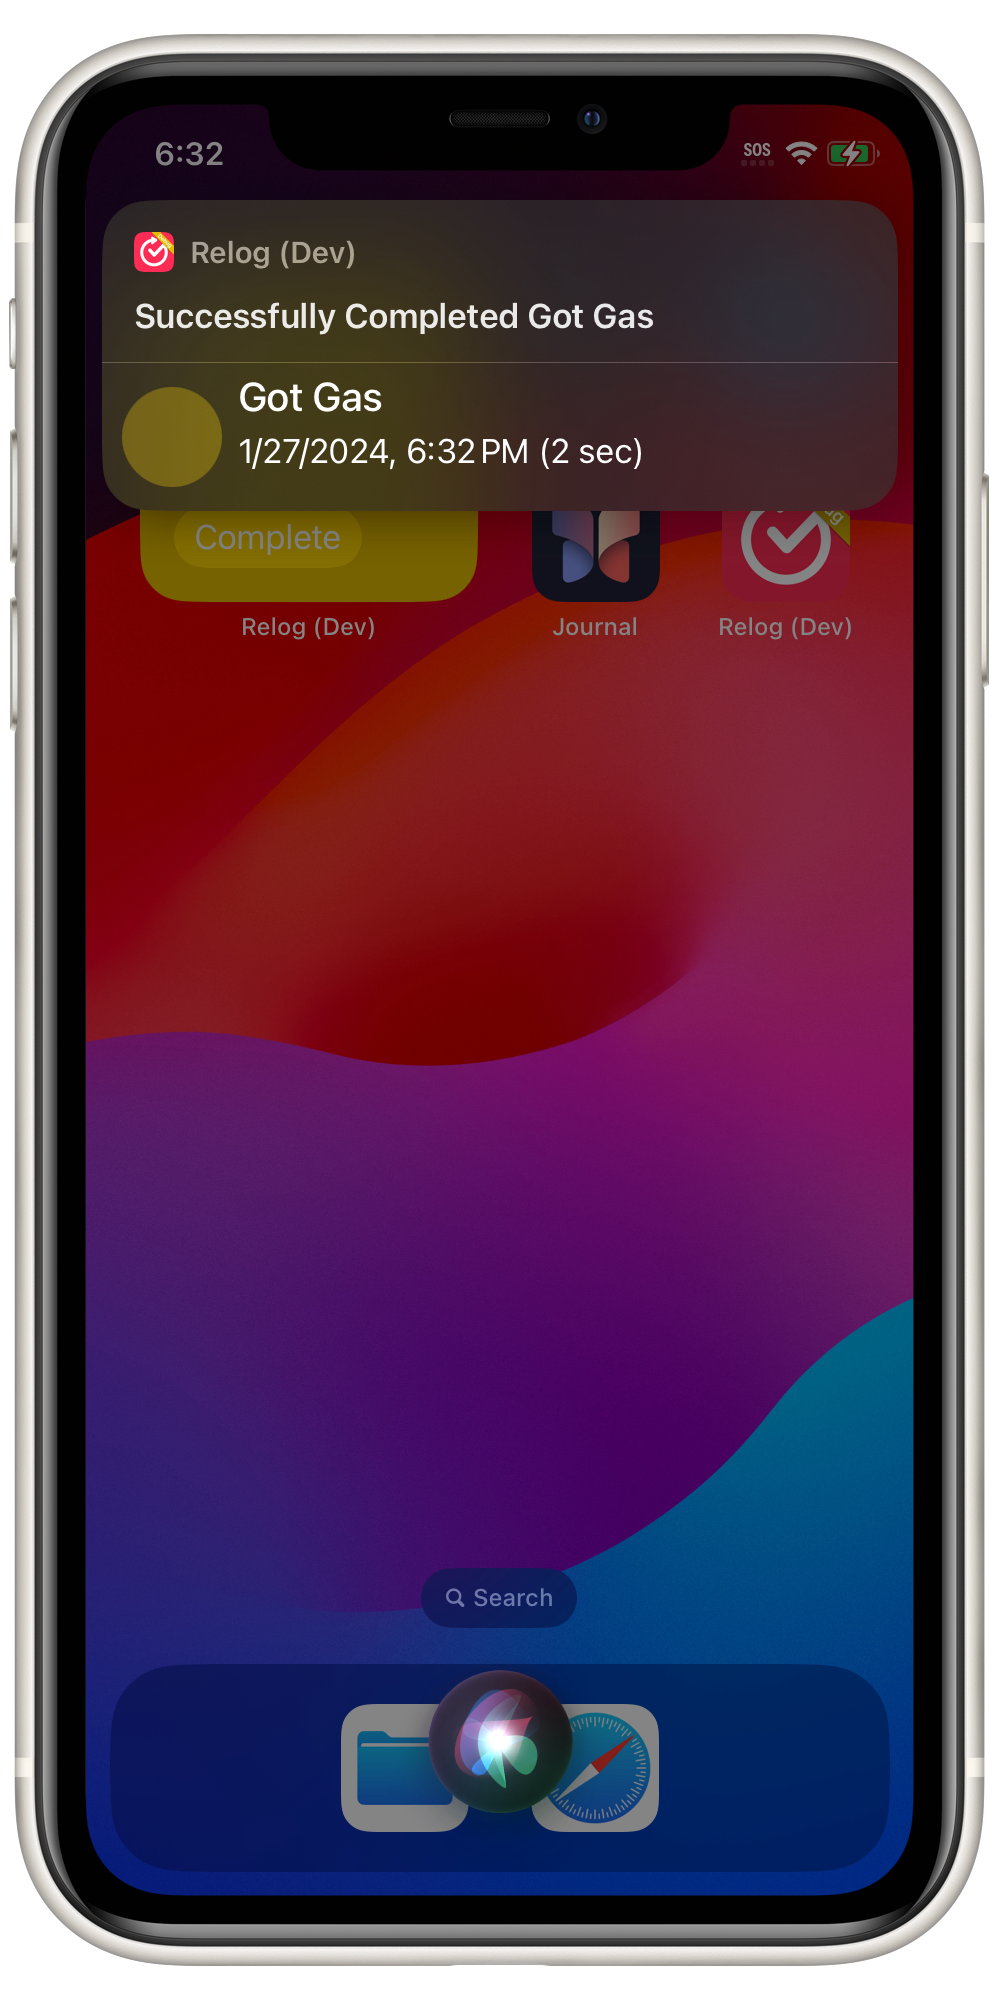 6:32
SOS
Relog (Dev)
Successfully Completed Got Gas
Got Gas
1/27/2024, 6:32 PM (2 sec)
Complete
Relog (Dev)
Journal
Relog (Dev)
Search